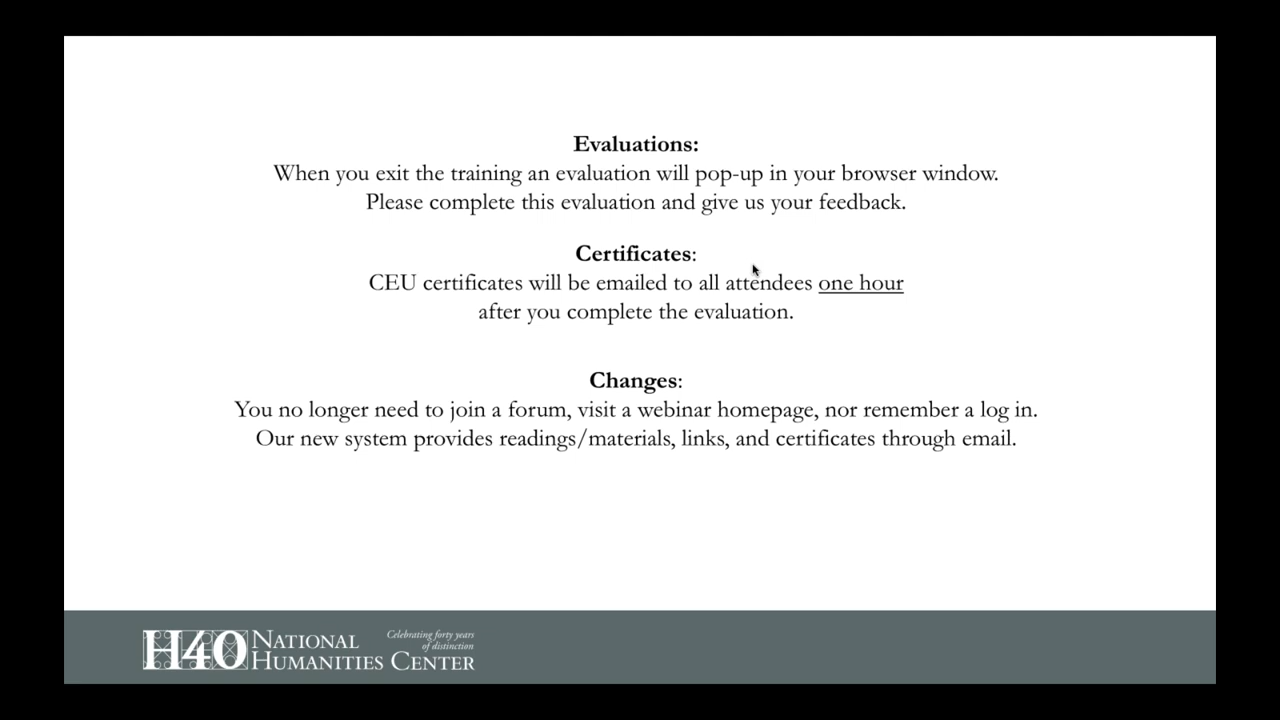 Evaluations:
When you exit the training an evaluation will pop-up in your browser window.
Please complete this evaluation and give us your feedback.
Certificates:
CEU certificates will be emailed to all attendees one hour
after you complete the evaluation.
Changes:
You no longer need to join a forum, visit a webinar homepage, nor remember a log in.
Our new system provides readings/materials, links, and certificates through email.
H40
NATIONAL
HUMANITIES CENTER
Celebrating forty years
of distinction